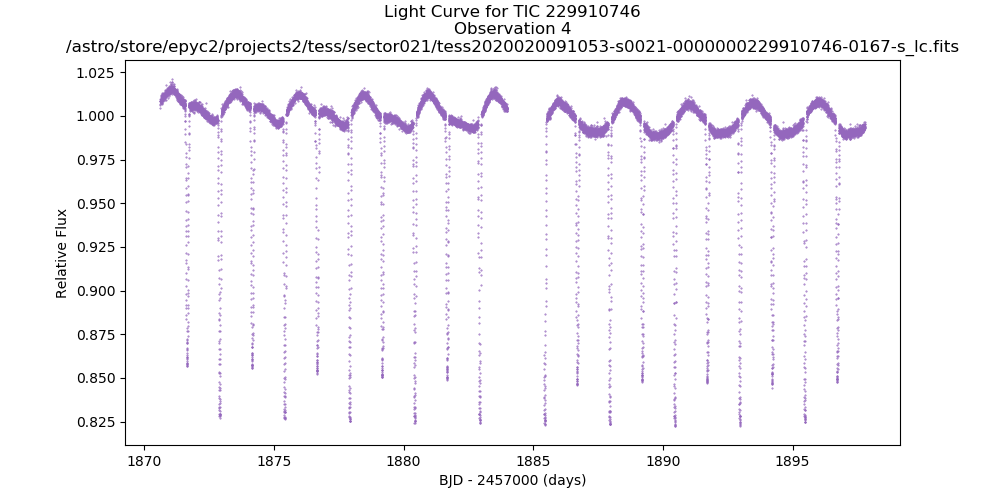 Light Curve for TIC 229910746
Observation 4
/astro/store/epyc2/projects2/tess/sector021/tess2020020091053-s0021-0000000229910746-0167-s_lc.fits
1.025
1.000
0.975
0.950
0.925
0.900
0.875
0.850
0.825
Relative Flux
1870 1875 1880 1885 1890 1895
BJD - 2457000 (days)